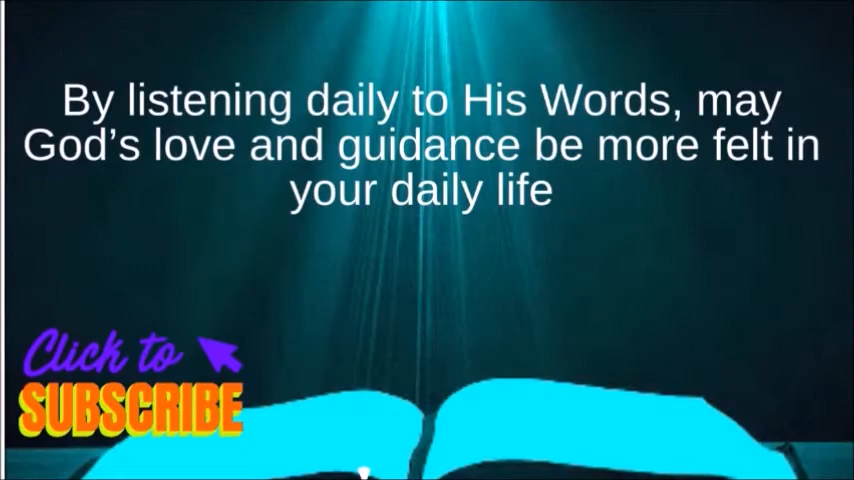 By listening daily to His Words, may
God’s love and guidance be more felt in
your daily life
Click to
SUBSCRIBE